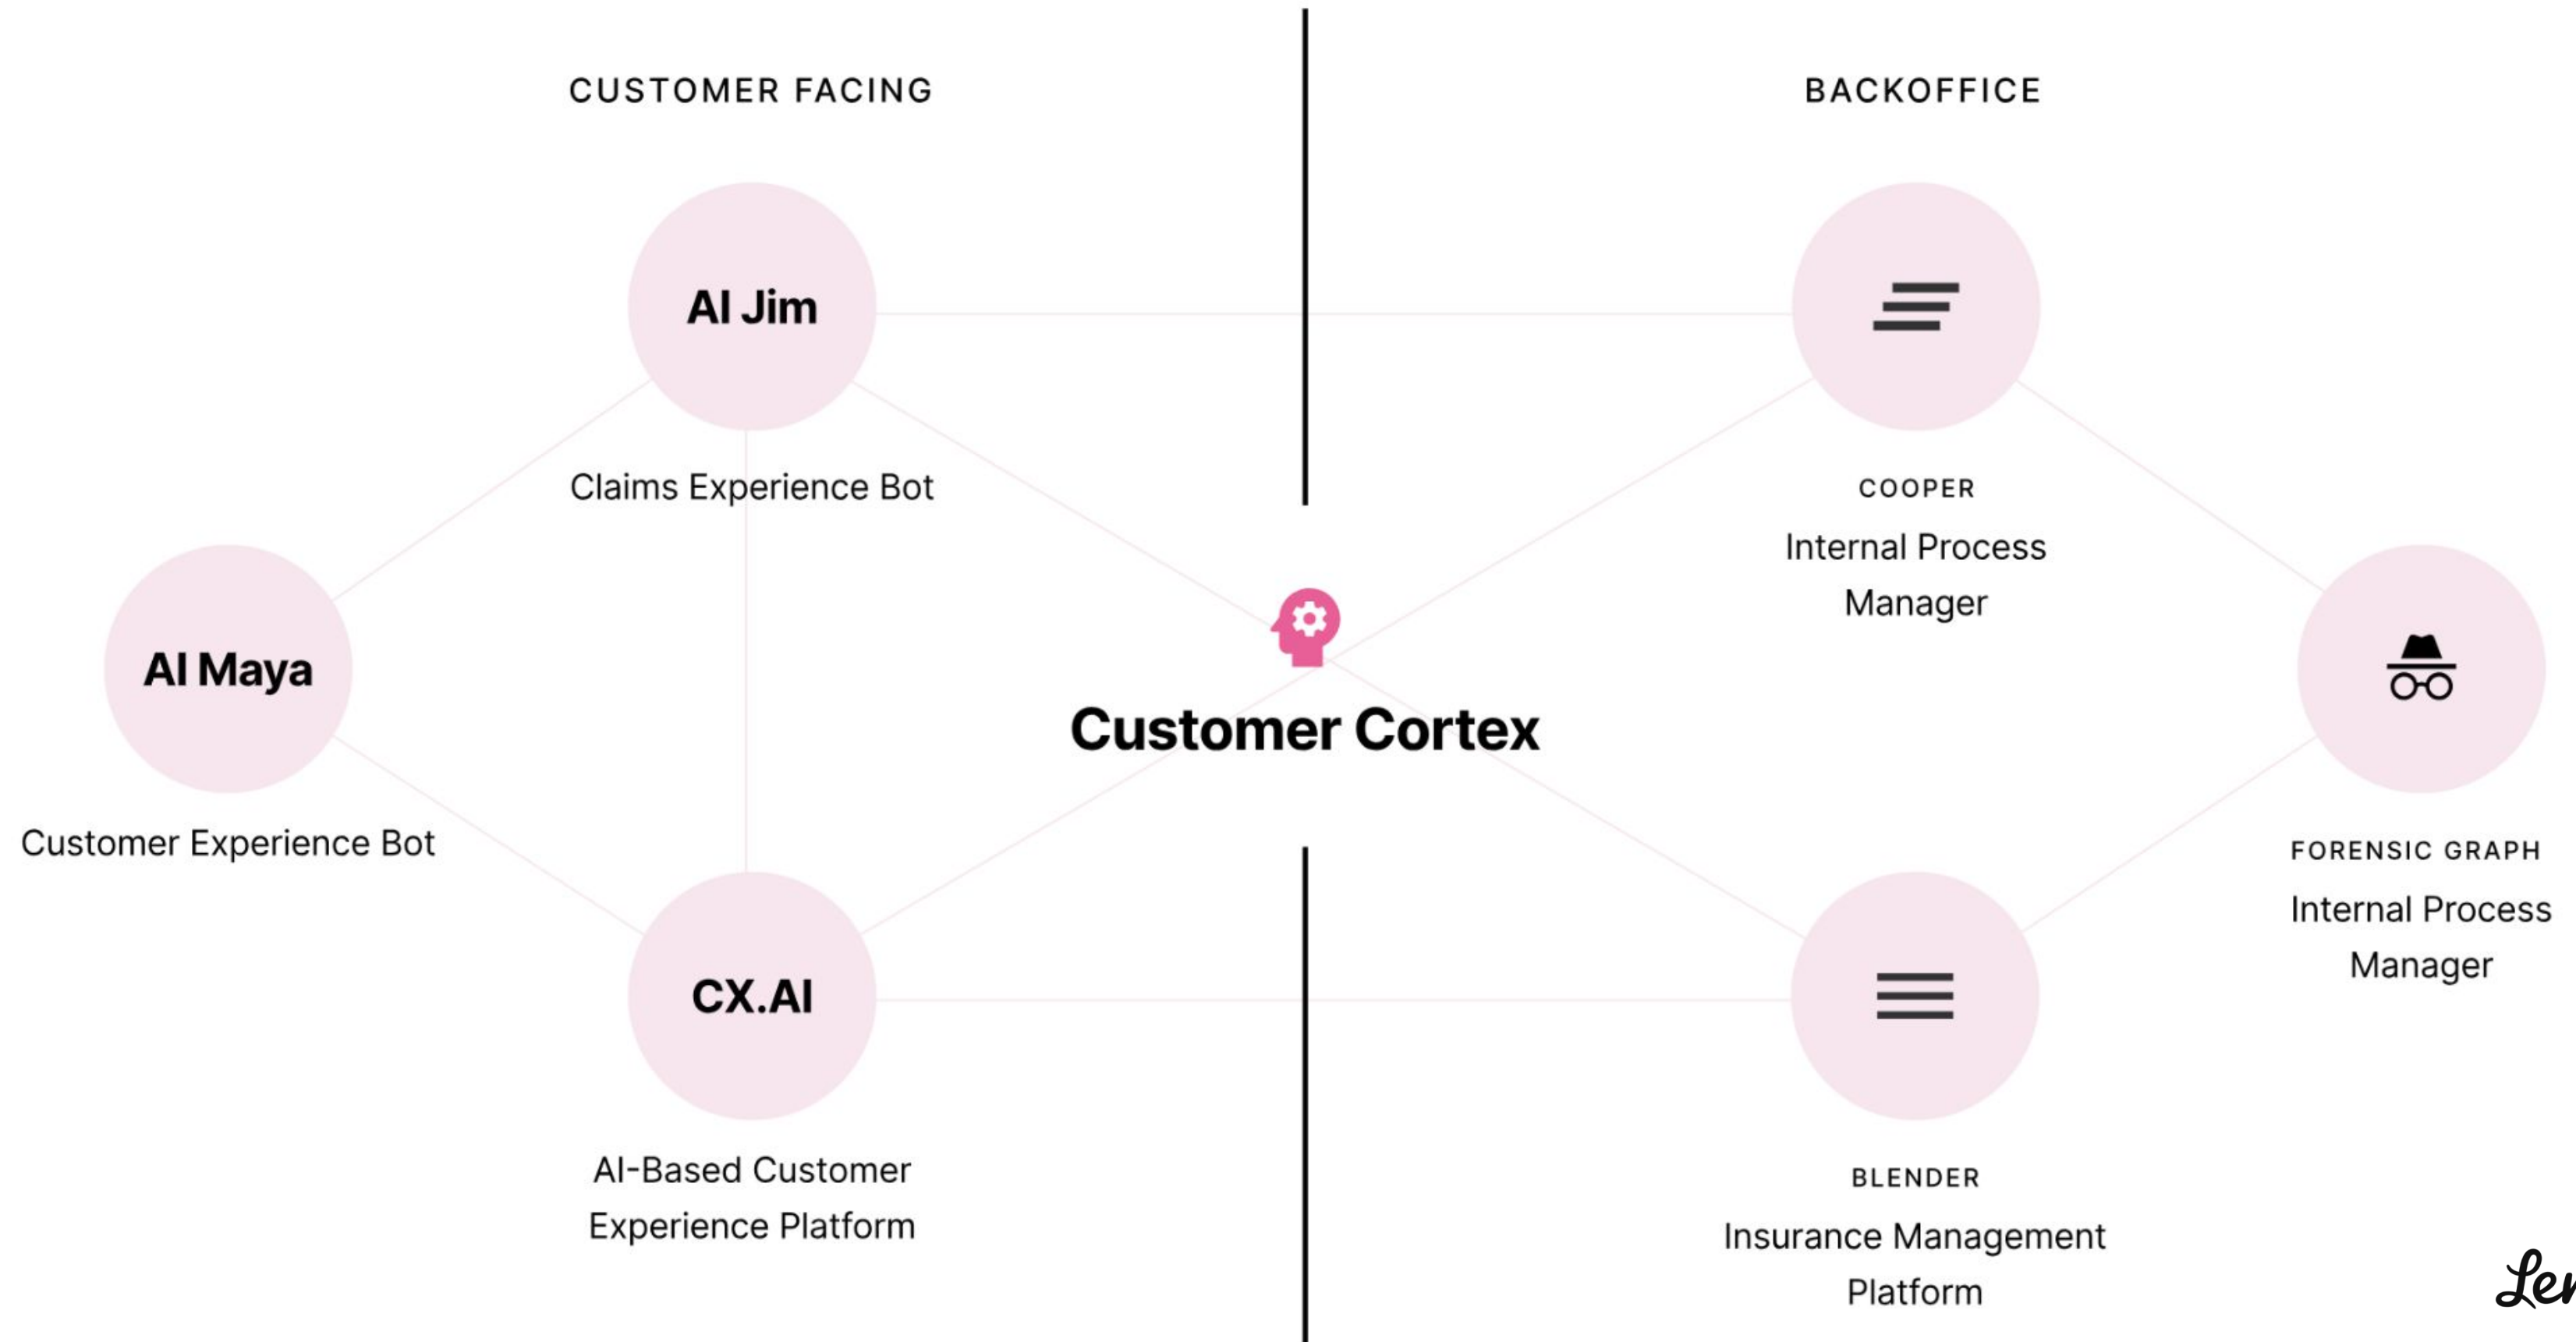 CUSTOMER FACING
BACKOFFICE
AI Jim
Claims Experience Bot
COOPER
Internal Process
Manager
AI Maya
Customer Experience Bot
Customer Cortex
FORENSIC GRAPH
Internal Process
Manager
CX.AI
AI-Based Customer
Experience Platform
BLENDER
Insurance Management
Platform